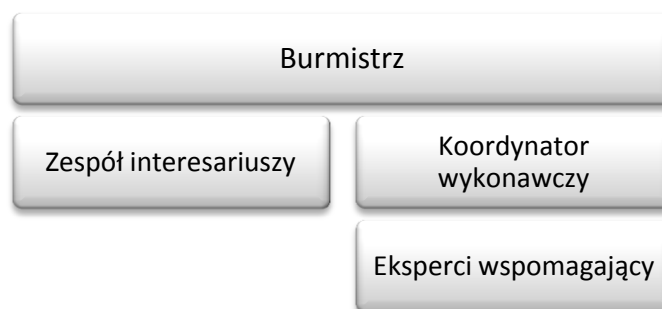 Burmistrz
Zespół interesariuszy
Koordynator
wykonawczy
Eksperci wspomagający